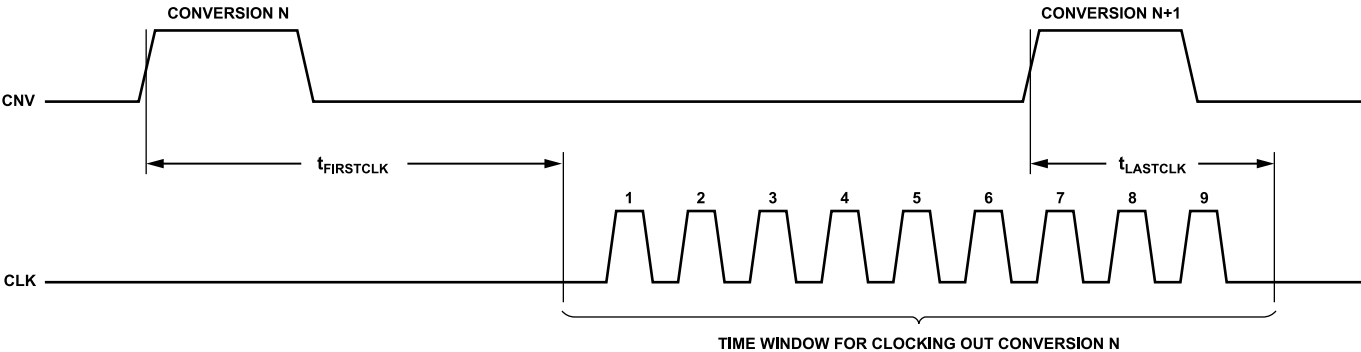 CONVERSION N
CONVERSION N+1
CNV
tFIRSTCLK
tLASTCLK
1 2 3 4 5 6 7 8 9
CLK
TIME WINDOW FOR CLOCKING OUT CONVERSION N